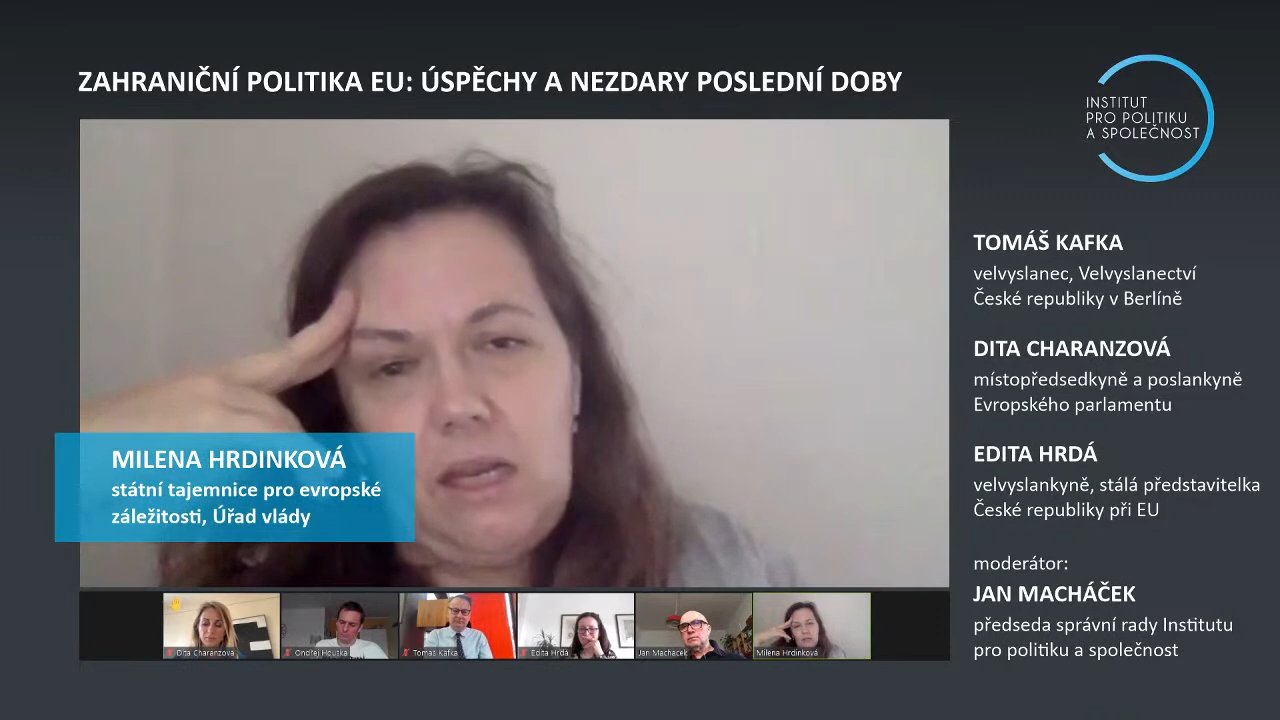 ZAHRANIČNÍ POLITIKA EU: ÚSPĚCHY A NEZDARY POSLEDNÍ DOBY
INSTITUT
PRO POLITIKU
A SPOLEČNOST
MILENA HRDINKOVÁ
státní tajemnice pro evropské
záležitosti, Úřad vlády
TOMÁŠ KAFKA
velvyslanec, Velvyslanectví
České republiky v Berlíně
DITA CHARANZOVÁ
místopředsedkyně a poslankyně
Evropského parlamentu
EDITA HRDÁ
velvyslankyně, stálá představitelka
České republiky při EU
moderátor:
JAN MACHÁČEK
předseda správní rady Institutu
pro politiku a společnost
Dita Charanzová
Ondřej Houska
Tomas Kafka
Edita Hrdá
Jan Machacek
Milena Hrdinková